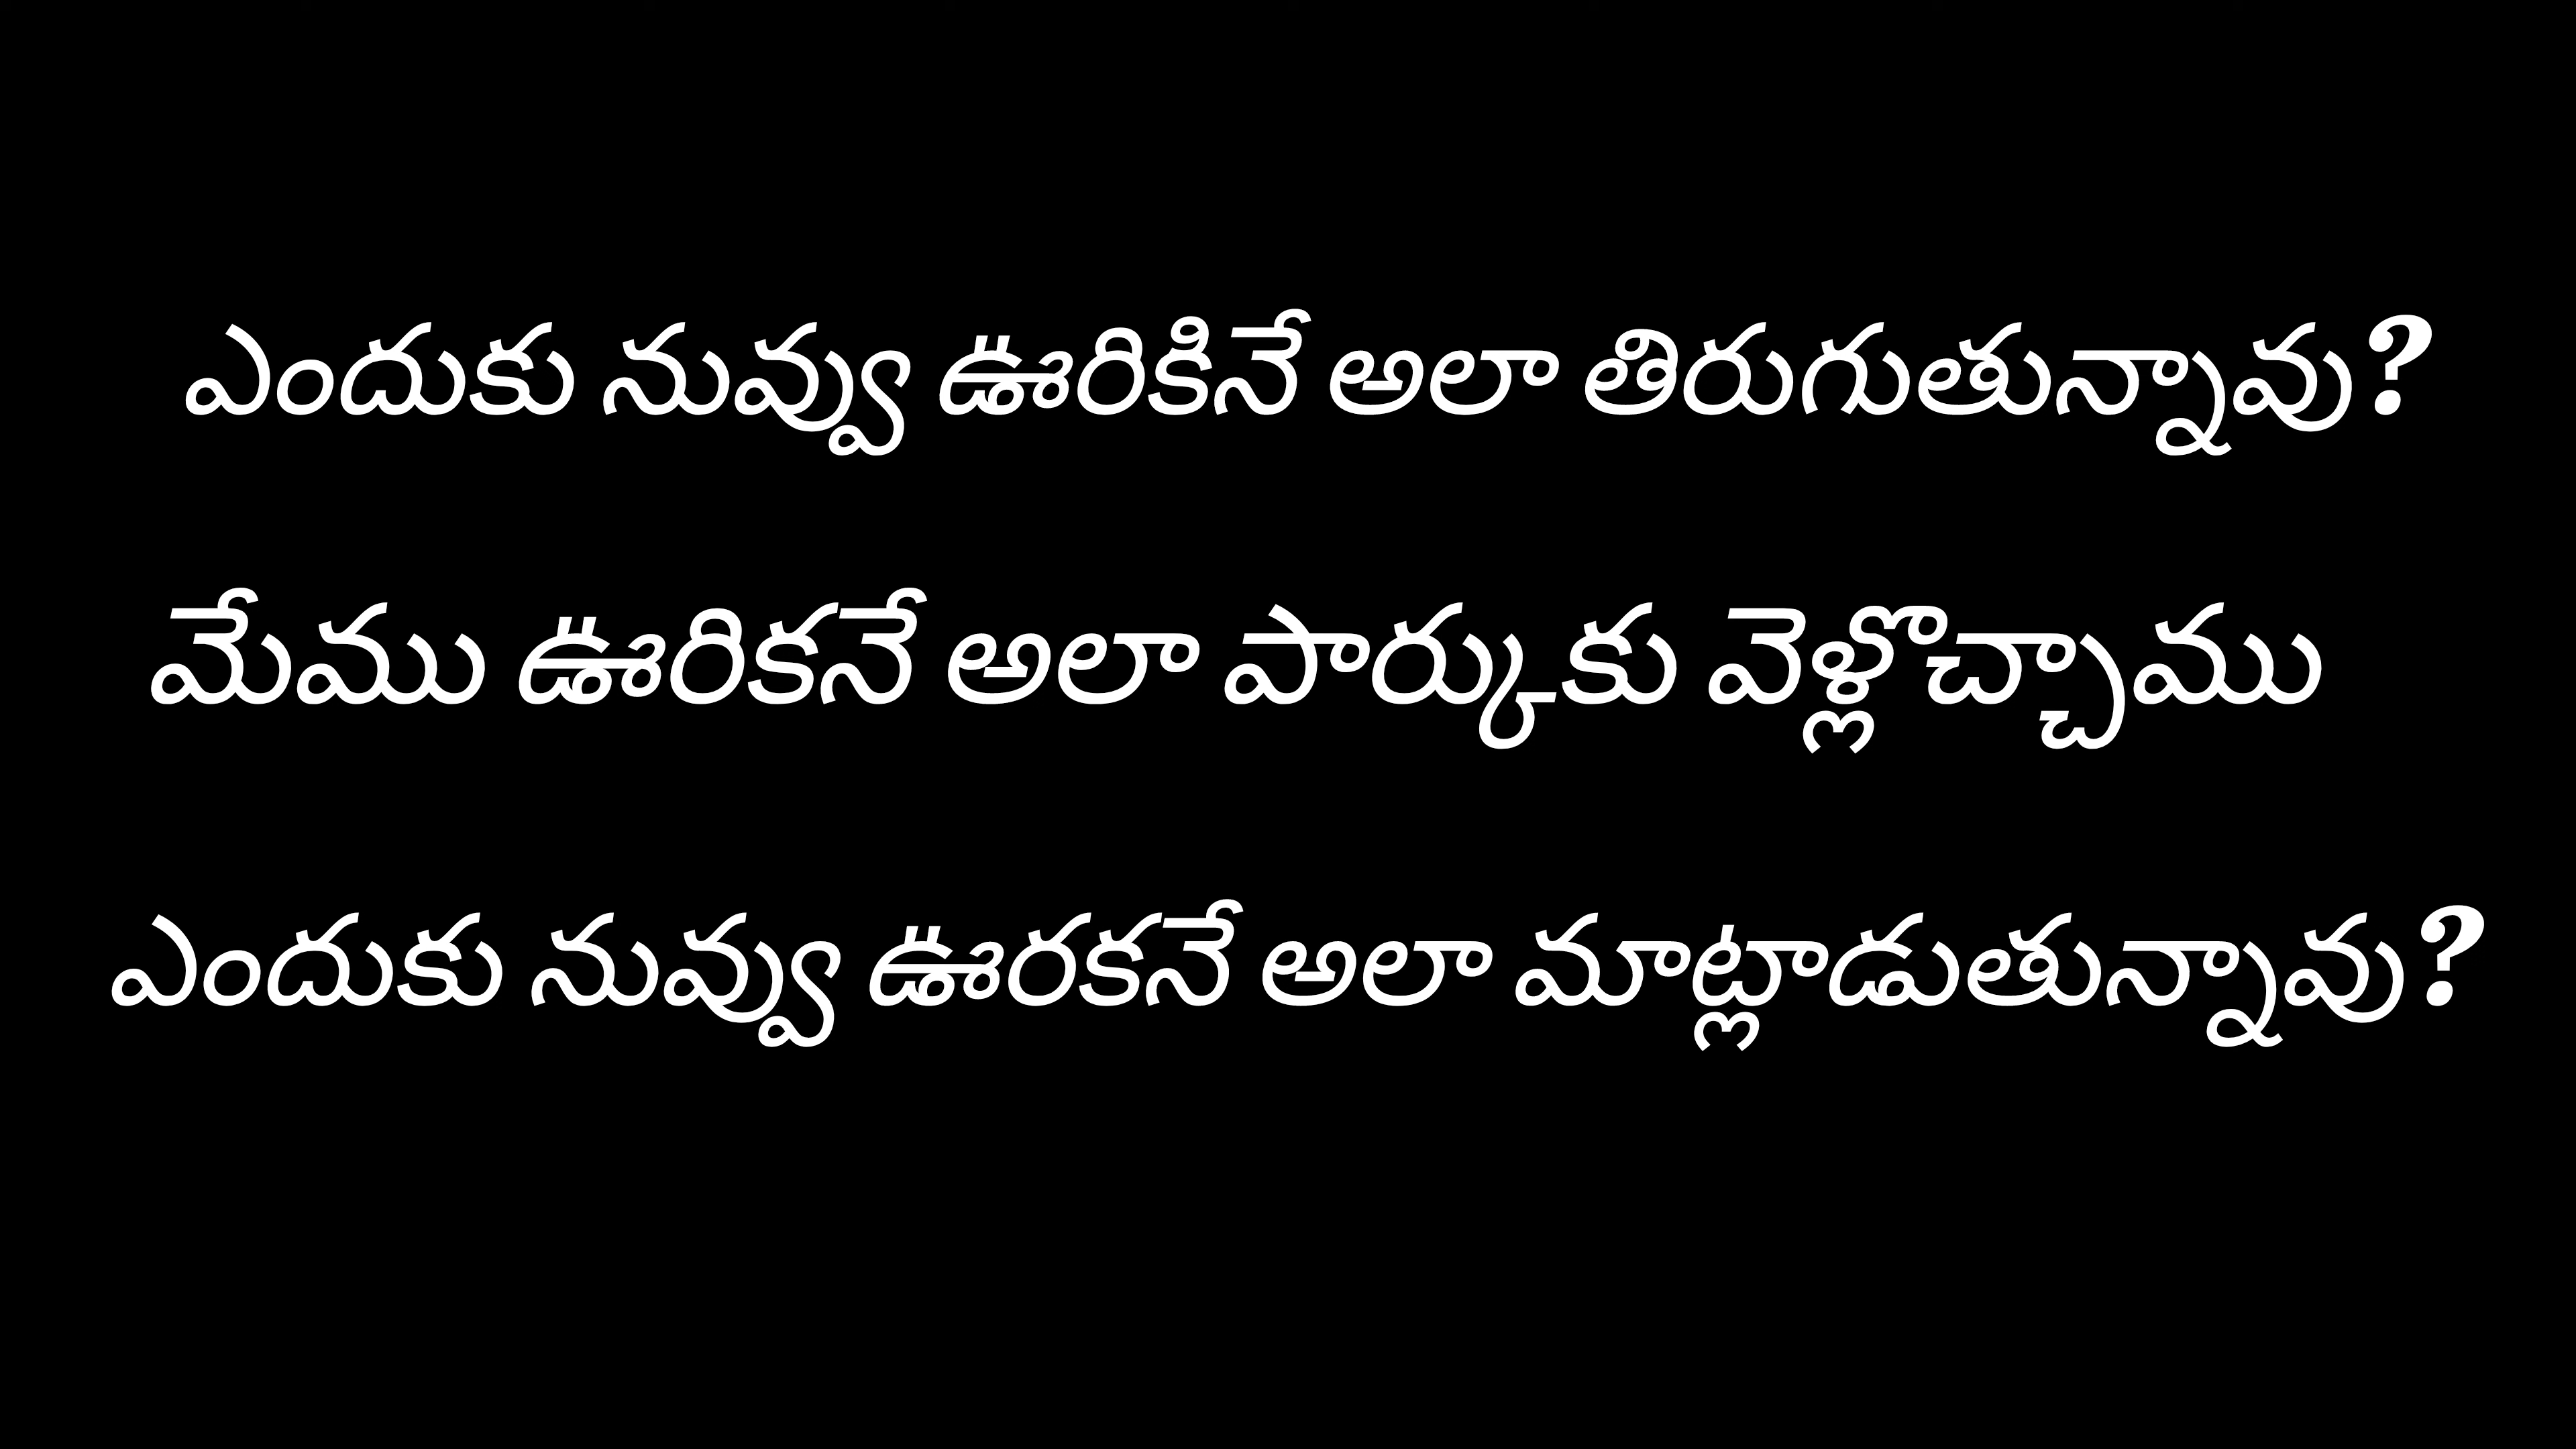 ఎందుకు నువ్వు ఊరికినే అలా తిరుగుతున్నావు?
మేము ఊరికనే అలా పార్కుకు వెళ్లొచ్చాము
ఎందుకు నువ్వు ఊరకనే అలా మాట్లాడుతున్నావు?